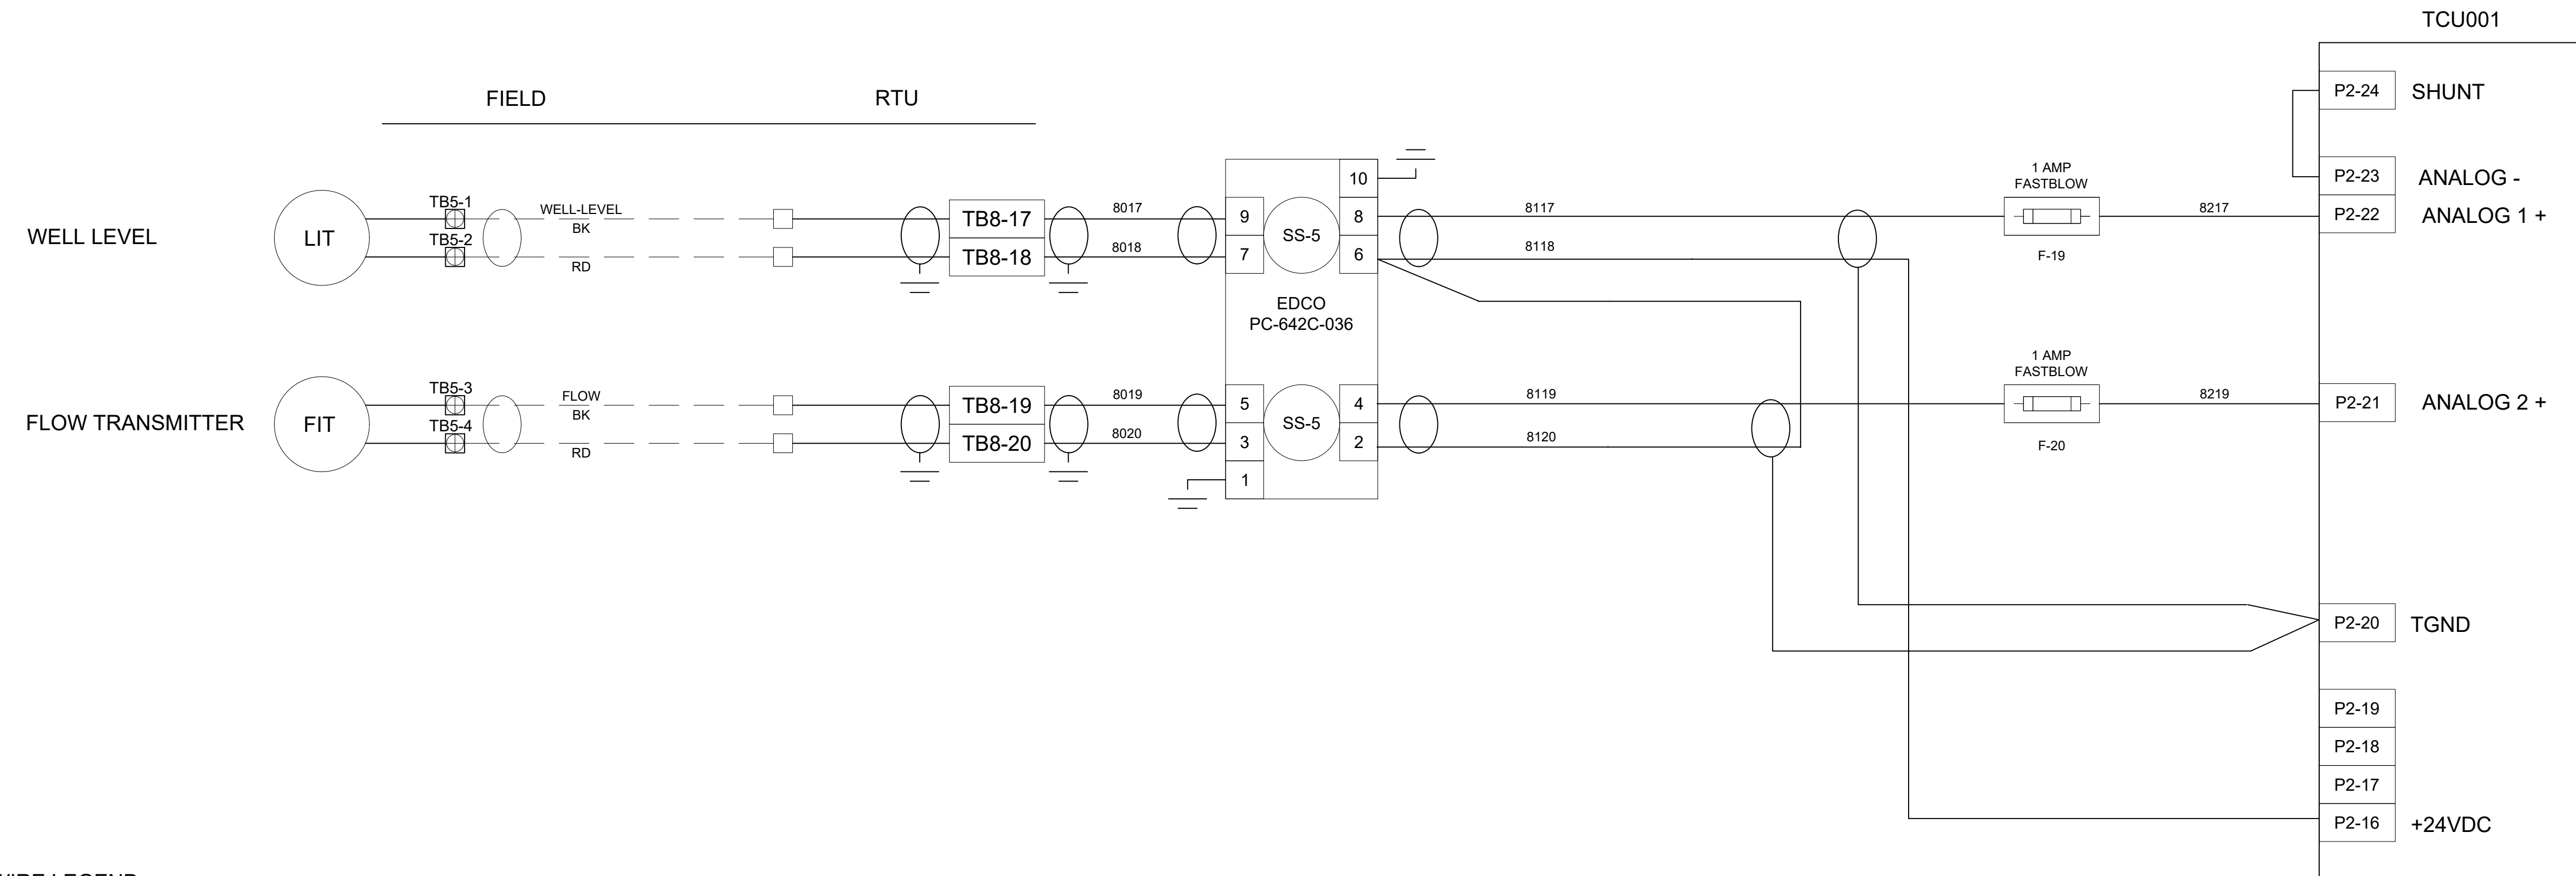 TCU001
FIELD
RTU
P2-24
SHUNT
P2-23
ANALOG -
P2-22
ANALOG 1 +
1 AMP
FASTBLOW
F-19
8217
WELL LEVEL
LIT
TB5-1
TB5-2
WELL-LEVEL
BK
RD
TB8-17
TB8-18
8017
8018
10
9
8
7
6
SS-5
8117
8118
EDCO
PC-642C-036
FLOW TRANSMITTER
FIT
TB5-3
TB5-4
FLOW
BK
RD
TB8-19
TB8-20
8019
8020
5
4
3
2
1
SS-5
8119
8120
1 AMP
FASTBLOW
F-20
8219
P2-21
ANALOG 2 +
P2-20
TGND
P2-19
P2-18
P2-17
P2-16
+24VDC